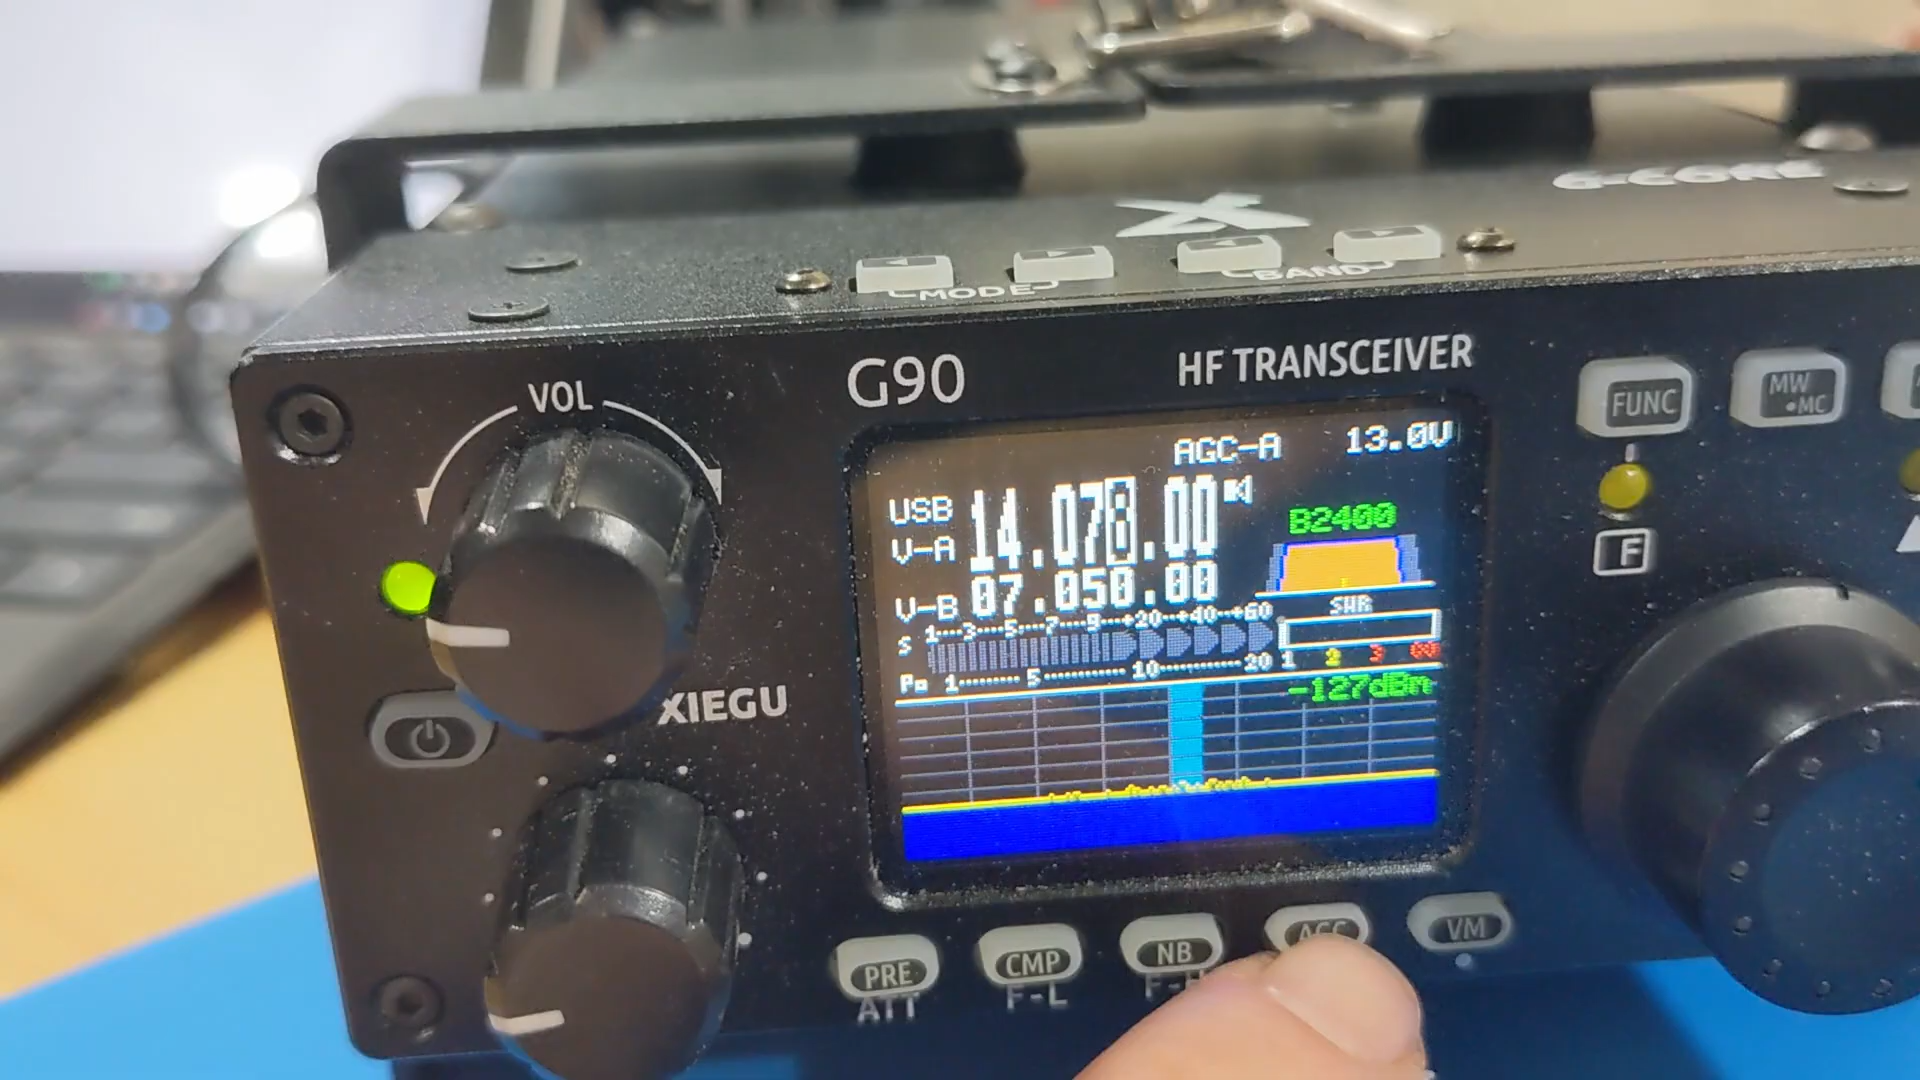 G-CORE
MODE
BAND
G90
HF TRANSCEIVER
VOL
FUNC
MW
•MC
AGC-A 13.0V
USB 14.078.00
V-A
B2400
V-B 07.050.00
SWR
S 1 3 5 7 9 +20 +40 +60
Po 1 5 10 20
1 2 3
-127dBm
F
XIEGU
PRE
CMP
NB
AGC
VM
ATT
F-L